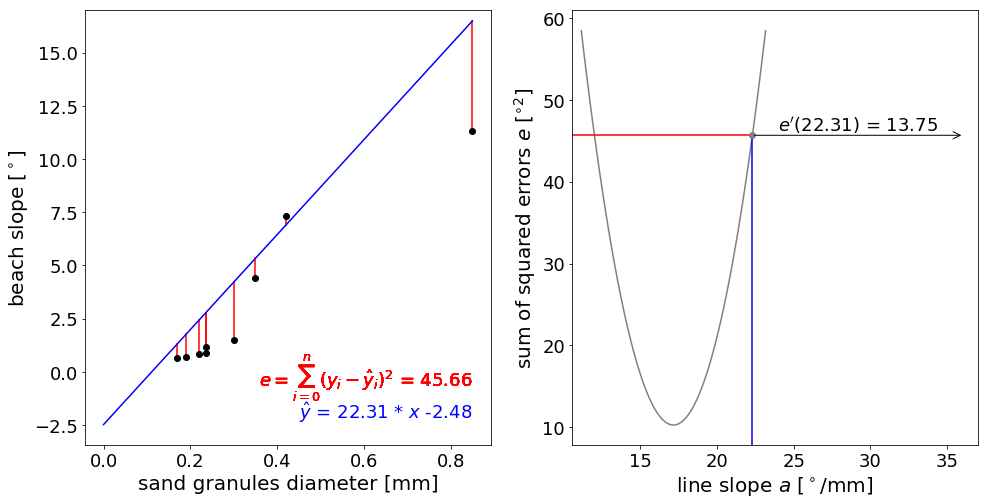 15.0
12.5
10.0
7.5
5.0
2.5
0.0
−2.5
0.0 0.2 0.4 0.6 0.8
sand granules diameter [mm]
beach slope [°]
e = ∑ⁿᵢ₌₀ (yᵢ − ŷᵢ)² = 45.66
ŷ = 22.31 * x -2.48
60
50
40
30
20
10
15 20 25 30 35
line slope a [°/mm]
sum of squared errors e [°²]
e′(22.31) = 13.75